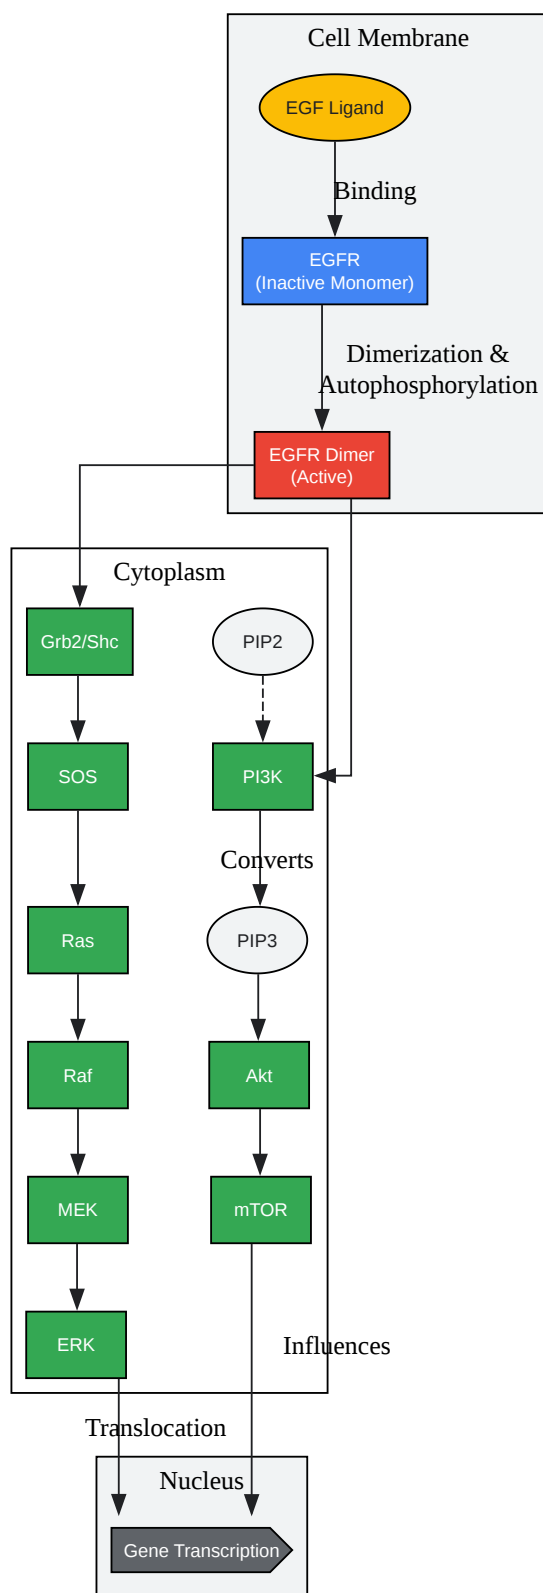 Cell Membrane
EGF Ligand
Binding
EGFR
(Inactive Monomer)
Dimerization &
Autophosphorylation
EGFR Dimer
(Active)
Cytoplasm
Grb2/Shc
PIP2
SOS
PI3K
Converts
Ras
PIP3
Raf
Akt
MEK
mTOR
ERK
Influences
Translocation
Nucleus
Gene Transcription